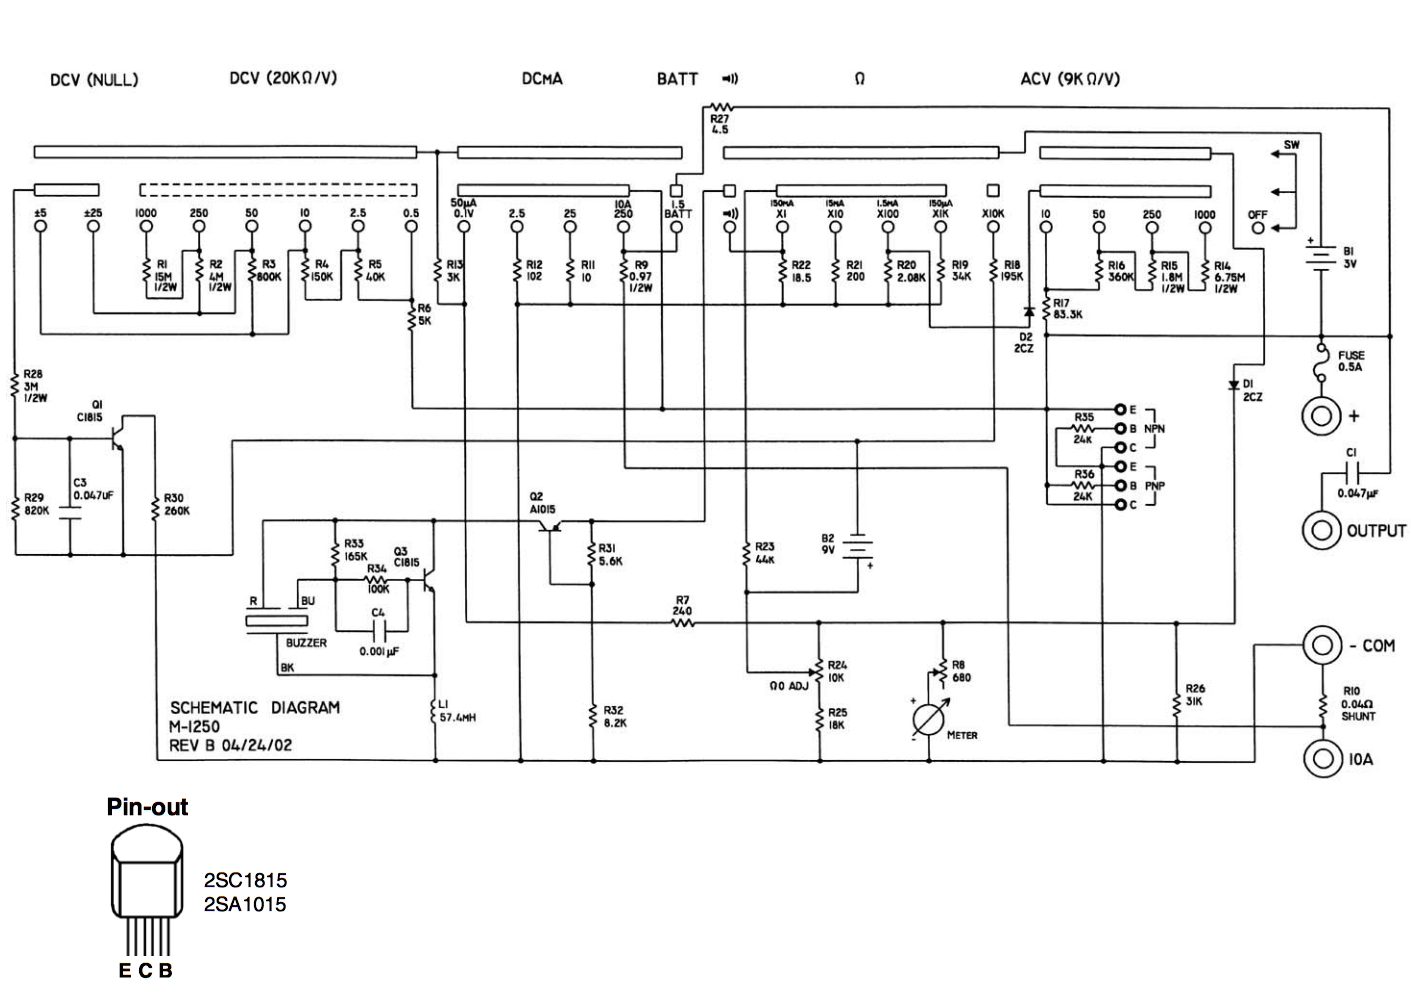 DCV (NULL) DCV (20KΩ/V) DCMA BATT Ω ACV (9KΩ/V)
R27
4.5
SW
±5 ±25 1000 250 50 10 2.5 0.5
50µA
0.1V 2.5 25
10A
250
1.5
BATT
150MA
X1
15MA
X10
1.5MA
X100
150µA
X1K
X10K 10 50 250 1000 OFF
R1
15M
1/2W
R2
4M
1/2W
R3
800K
R4
150K
R5
40K
R6
5K
R13
3K
R12
102
R11
10
R9
0.97
1/2W
R22
18.5
R21
200
R20
2.08K
R19
34K
R18
195K
R16
360K
R15
1.8M
1/2W
R14
6.75M
1/2W
+
B1
3V
R17
83.3K
D2
2CZ
FUSE
0.5A
D1
2CZ
+
R28
3M
1/2W
Q1
C1815
R35
24K
E
B NPN
C
E
B PNP
C
R36
24K
C1
0.047µF
OUTPUT
C3
0.047UF
R29
820K
R30
260K
Q2
A1015
R33
165K
Q3
C1815
R34
100K
R31
5.6K
R23
44K
B2
9V
+
R BU
C4
0.001µF
BUZZER
BK
R7
240
R24
10K
Ω0 ADJ
R8
680
- COM
R26
31K
R10
0.04Ω
SHUNT
SCHEMATIC DIAGRAM
M-1250
REV B 04/24/02
L1
57.4MH
R32
8.2K
R25
18K
+
-
METER
10A
Pin-out
2SC1815
2SA1015
E C B